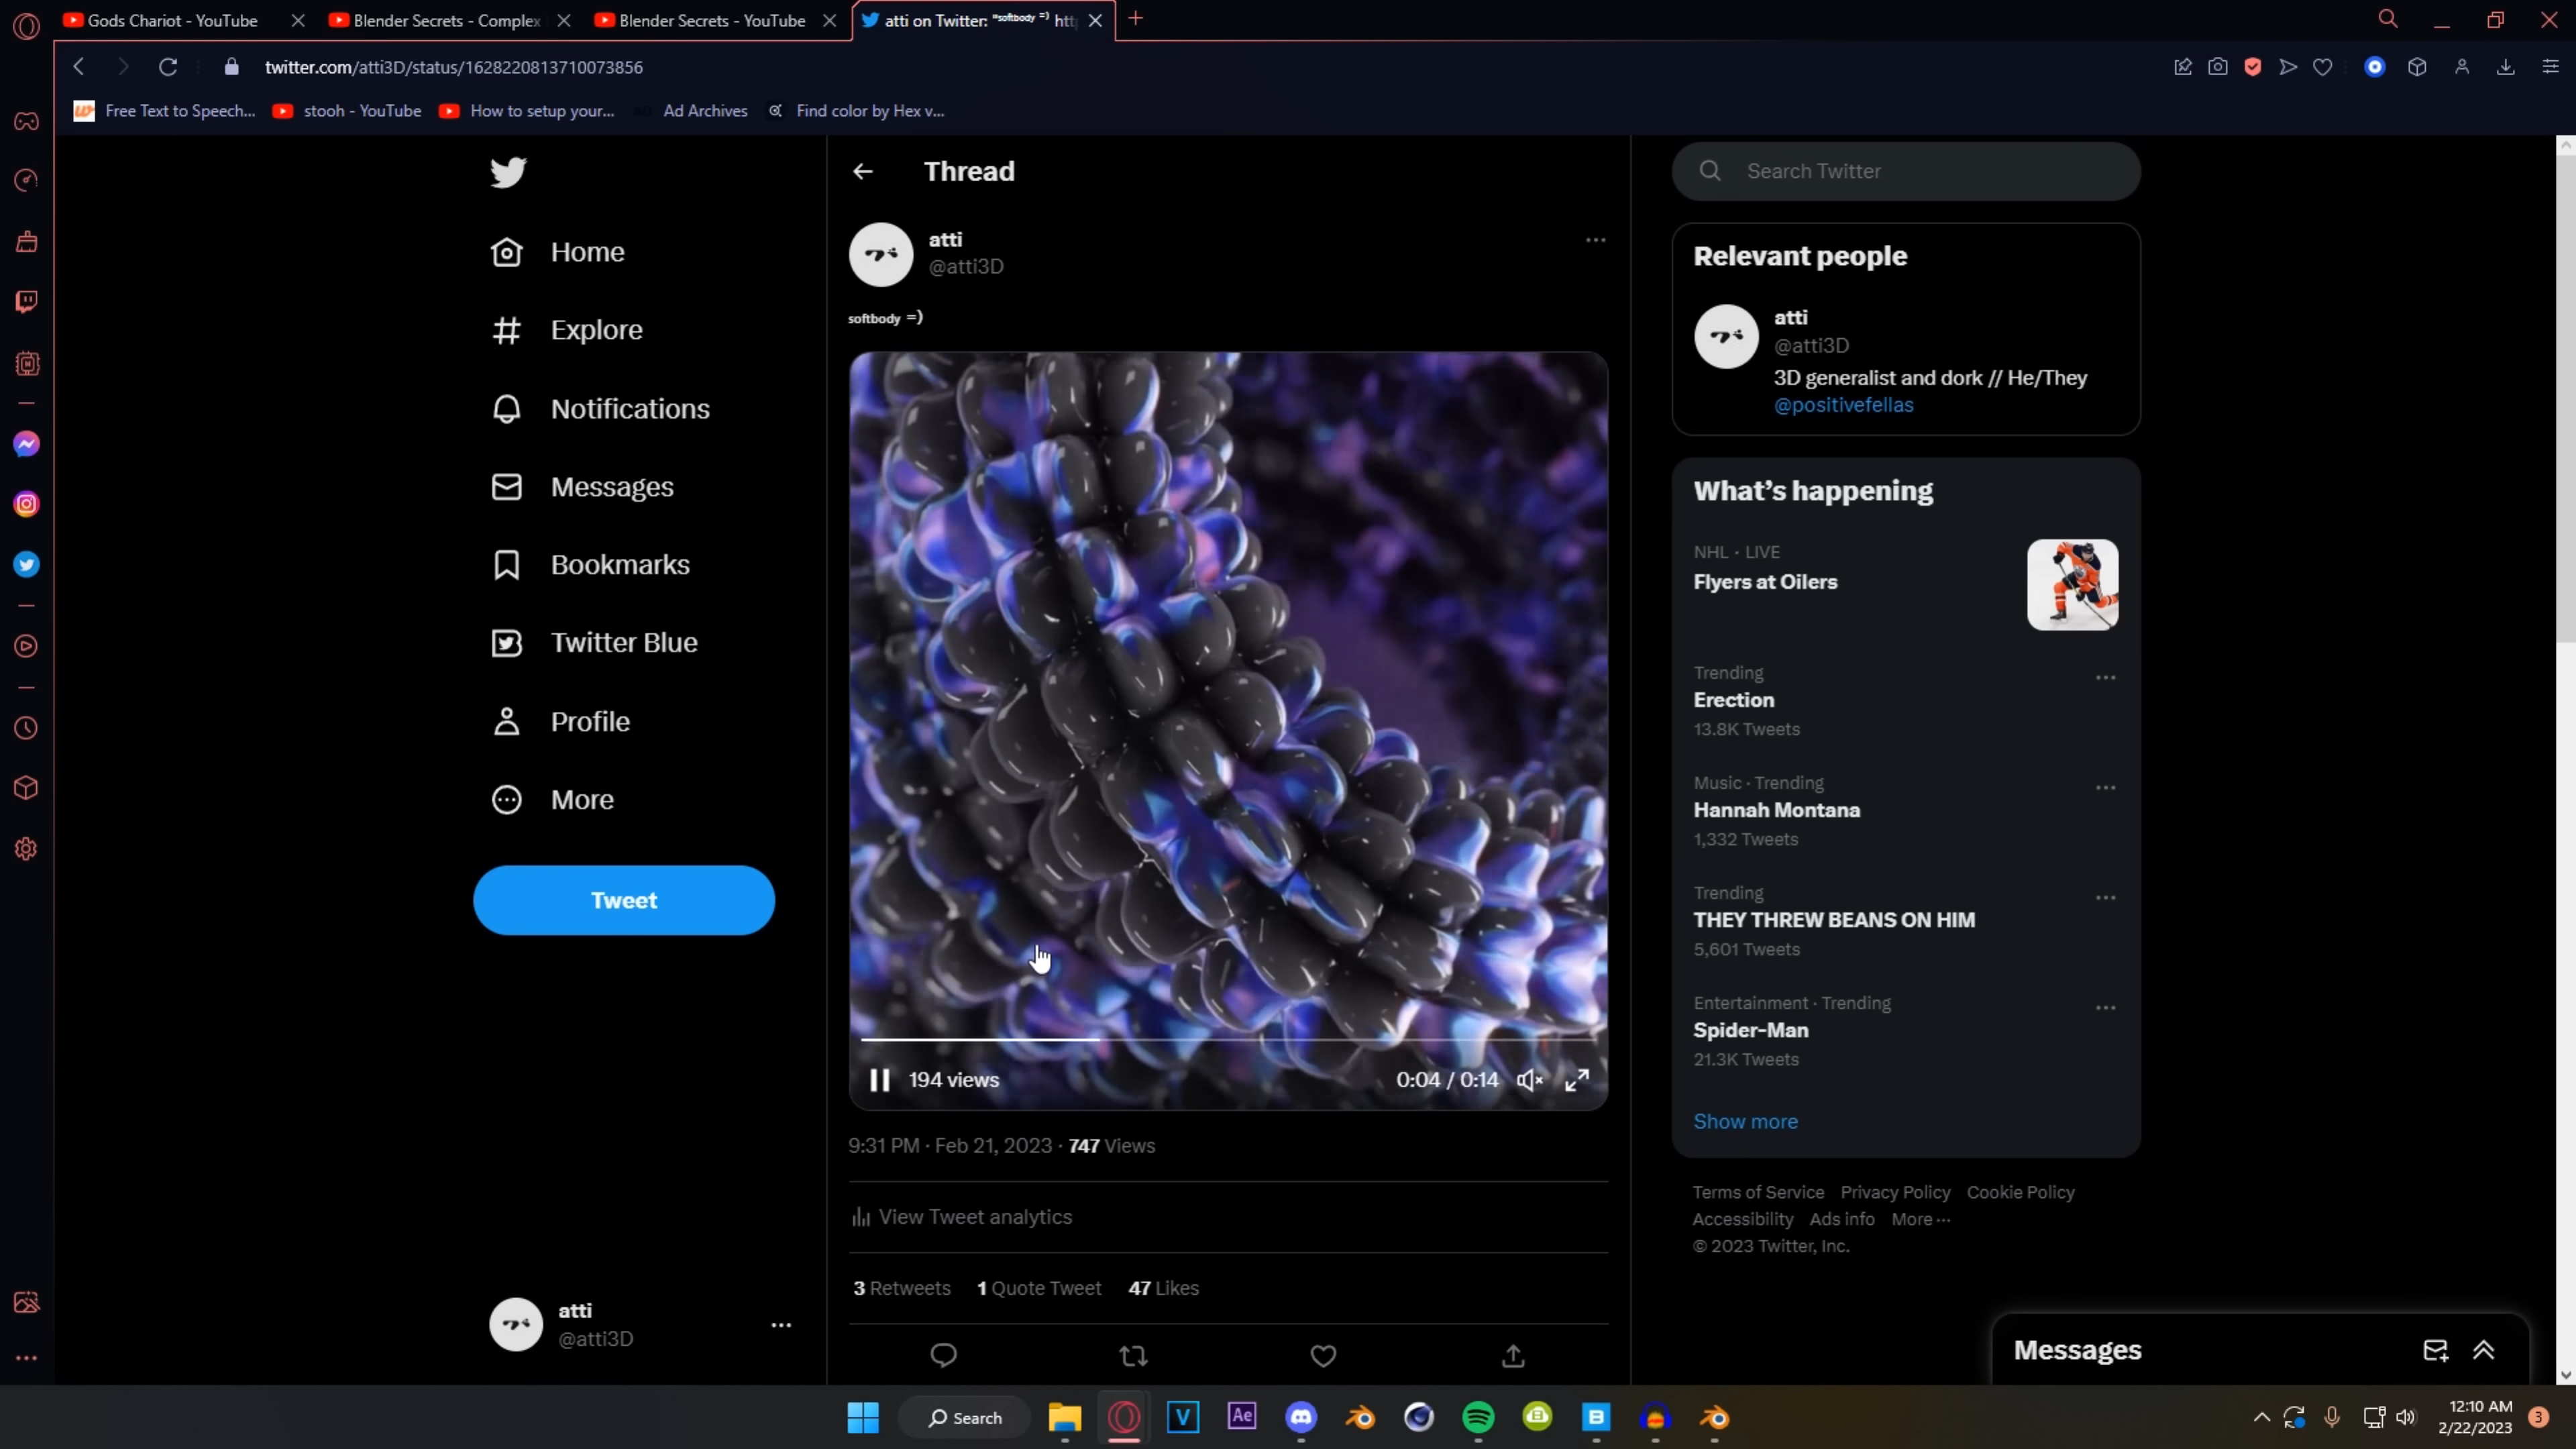 Gods Chariot - YouTube
Blender Secrets - Complex
Blender Secrets - YouTube
atti on Twitter: "softbody =) htt
twitter.com/atti3D/status/1628220813710073856
Free Text to Speech...
stooh - YouTube
How to setup your...
Ad Archives
Find color by Hex v...
Home
Explore
Notifications
Messages
Bookmarks
Twitter Blue
Profile
More
Tweet
atti
@atti3D
Thread
atti
@atti3D
softbody =)
194 views
0:04 / 0:14
9:31 PM · Feb 21, 2023 · 747 Views
View Tweet analytics
3 Retweets 1 Quote Tweet 47 Likes
Search Twitter
Relevant people
atti
@atti3D
3D generalist and dork // He/They
@positivefellas
What's happening
NHL · LIVE
Flyers at Oilers
Trending
Erection
13.8K Tweets
Music · Trending
Hannah Montana
1,332 Tweets
Trending
THEY THREW BEANS ON HIM
5,601 Tweets
Entertainment · Trending
Spider-Man
21.3K Tweets
Show more
Terms of Service Privacy Policy Cookie Policy
Accessibility Ads info More ...
© 2023 Twitter, Inc.
Messages
Search
V
Ae
B
12:10 AM
2/22/2023
3